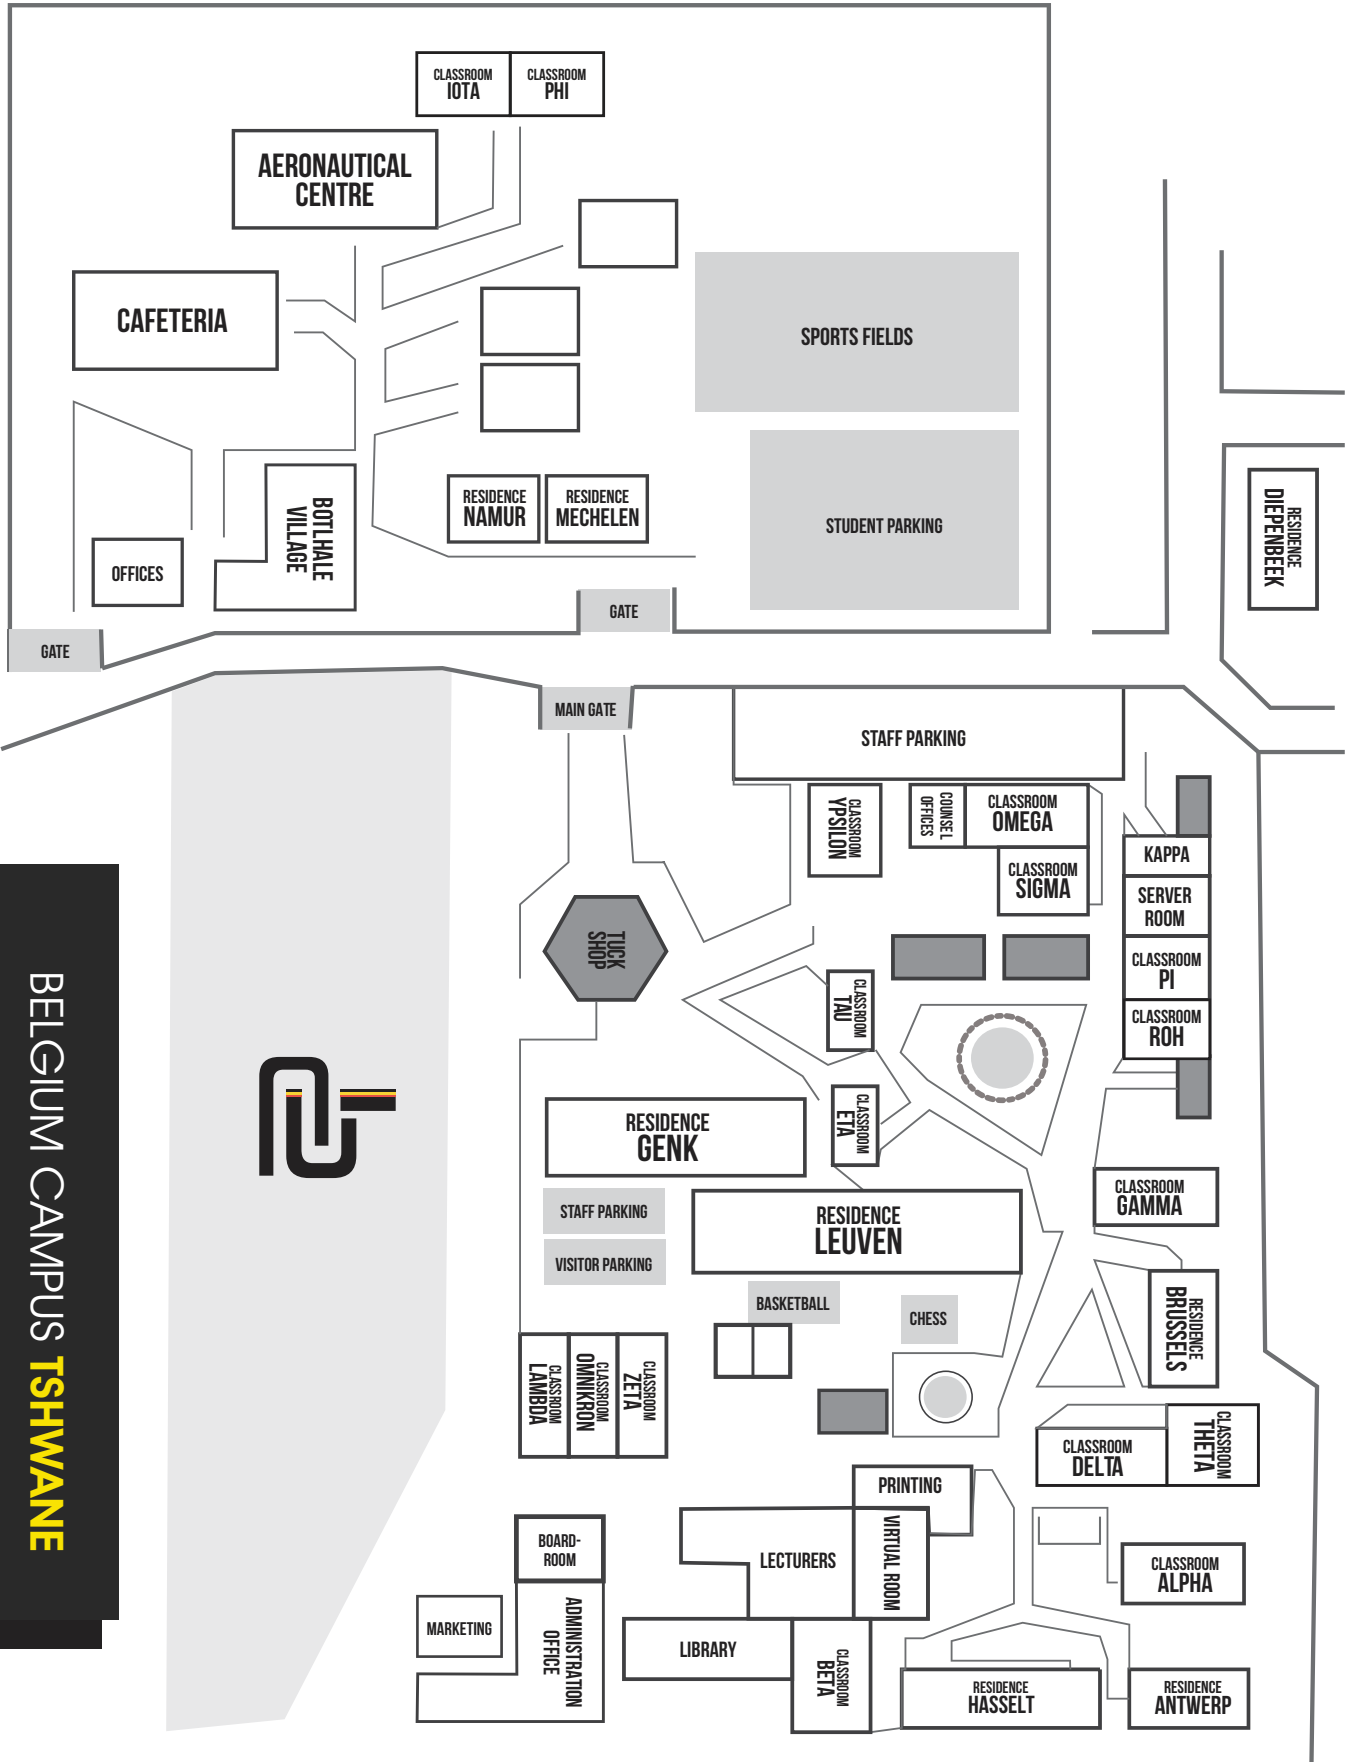 CLASSROOM
IOTA
CLASSROOM
PHI
AERONAUTICAL
CENTRE
CAFETERIA
SPORTS FIELDS
RESIDENCE
NAMUR
RESIDENCE
MECHELEN
STUDENT PARKING
RESIDENCE
DIEPENBEEK
BOTLHALE
VILLAGE
OFFICES
GATE
GATE
MAIN GATE
STAFF PARKING
CLASSROOM
YPSILON
COUNSEL
OFFICES
CLASSROOM
OMEGA
CLASSROOM
SIGMA
KAPPA
SERVER
ROOM
CLASSROOM
PI
CLASSROOM
ROH
TUCK
SHOP
CLASSROOM
TAU
CLASSROOM
ETA
RESIDENCE
GENK
STAFF PARKING
VISITOR PARKING
RESIDENCE
LEUVEN
CLASSROOM
GAMMA
BASKETBALL
CHESS
RESIDENCE
BRUSSELS
CLASSROOM
LAMBDA
CLASSROOM
OMNIKRON
CLASSROOM
ZETA
CLASSROOM
DELTA
CLASSROOM
THETA
PRINTING
VIRTUAL ROOM
LECTURERS
BOARD-
ROOM
CLASSROOM
ALPHA
MARKETING
ADMINISTRATION
OFFICE
LIBRARY
CLASSROOM
BETA
RESIDENCE
HASSELT
RESIDENCE
ANTWERP
BELGIUM CAMPUS TSHWANE